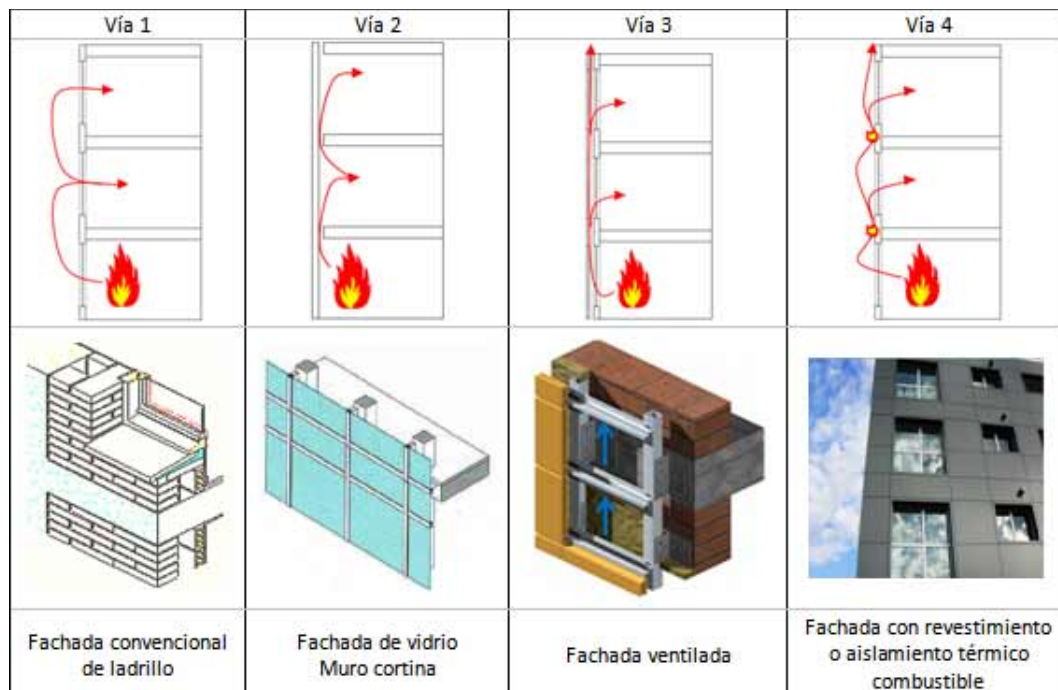 Vía 1
Vía 2
Vía 3
Vía 4
Fachada convencional
de ladrillo
Fachada de vidrio
Muro cortina
Fachada ventilada
Fachada con revestimiento
o aislamiento térmico
combustible